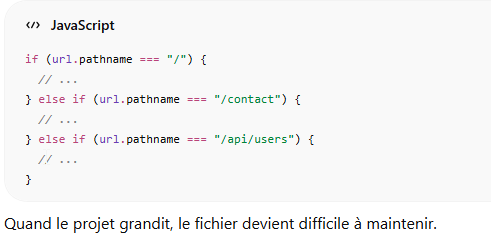 </> JavaScript
if (url.pathname === "/") {
  // ...
} else if (url.pathname === "/contact") {
  // ...
} else if (url.pathname === "/api/users") {
  // ...
}
Quand le projet grandit, le fichier devient difficile à maintenir.